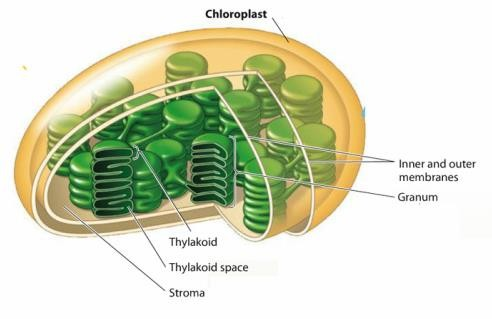 Chloroplast
Inner and outer
membranes
Granum
Thylakoid
Thylakoid space
Stroma